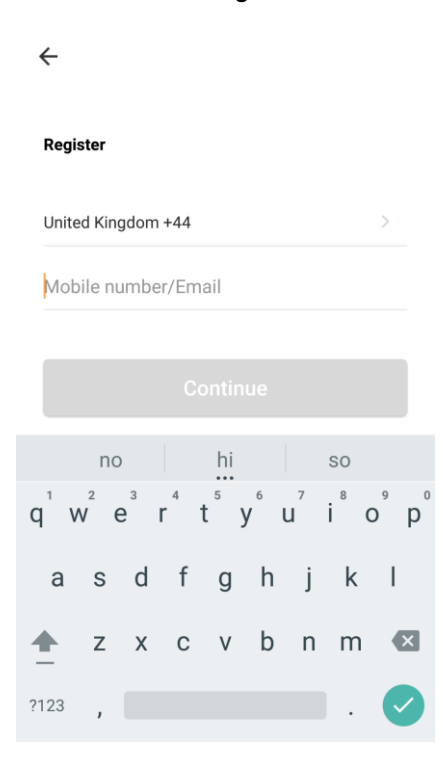 Register
United Kingdom +44
Mobile number/Email
Continue
no hi so
1 2 3 4 5 6 7 8 9 0
q w e r t y u i o p
a s d f g h j k l
z x c v b n m
?123 , .